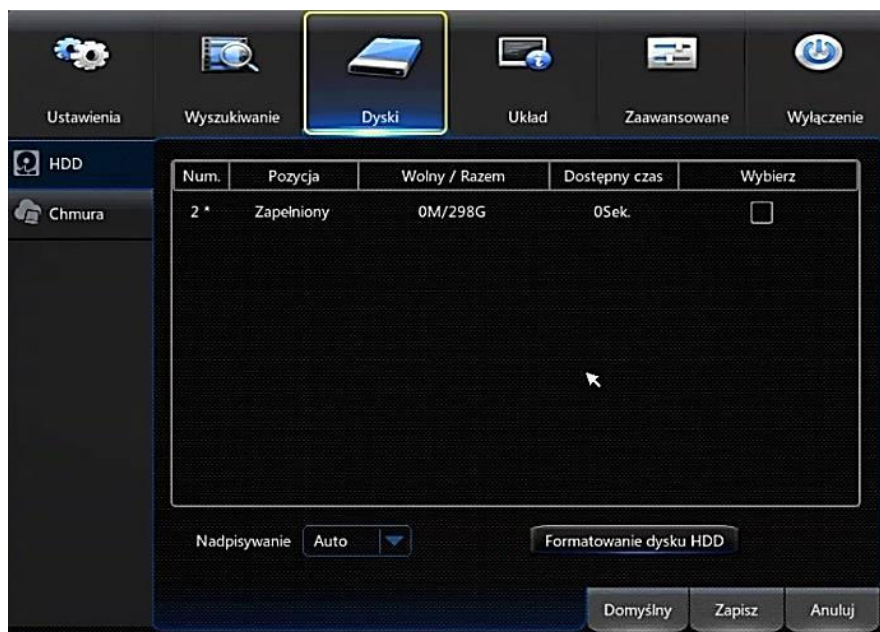 Ustawienia Wyszukiwanie Dyski Układ Zaawansowane Wyłączenie
HDD
Chmura
Num. Pozycja Wolny / Razem Dostępny czas Wybierz
2 * Zapełniony 0M/298G 0Sek.
Nadpisywanie Auto Formatowanie dysku HDD
Domyślny Zapisz Anuluj